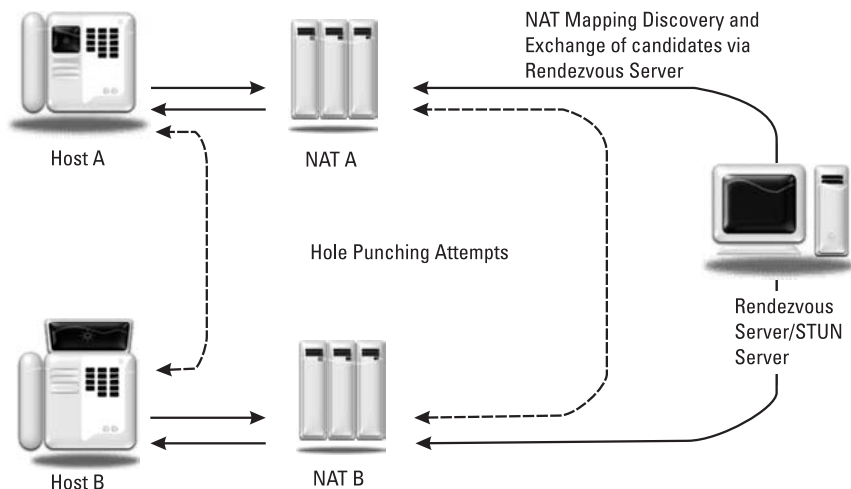 NAT Mapping Discovery and
Exchange of candidates via
Rendezvous Server
Host A
NAT A
Hole Punching Attempts
Rendezvous
Server/STUN
Server
Host B
NAT B